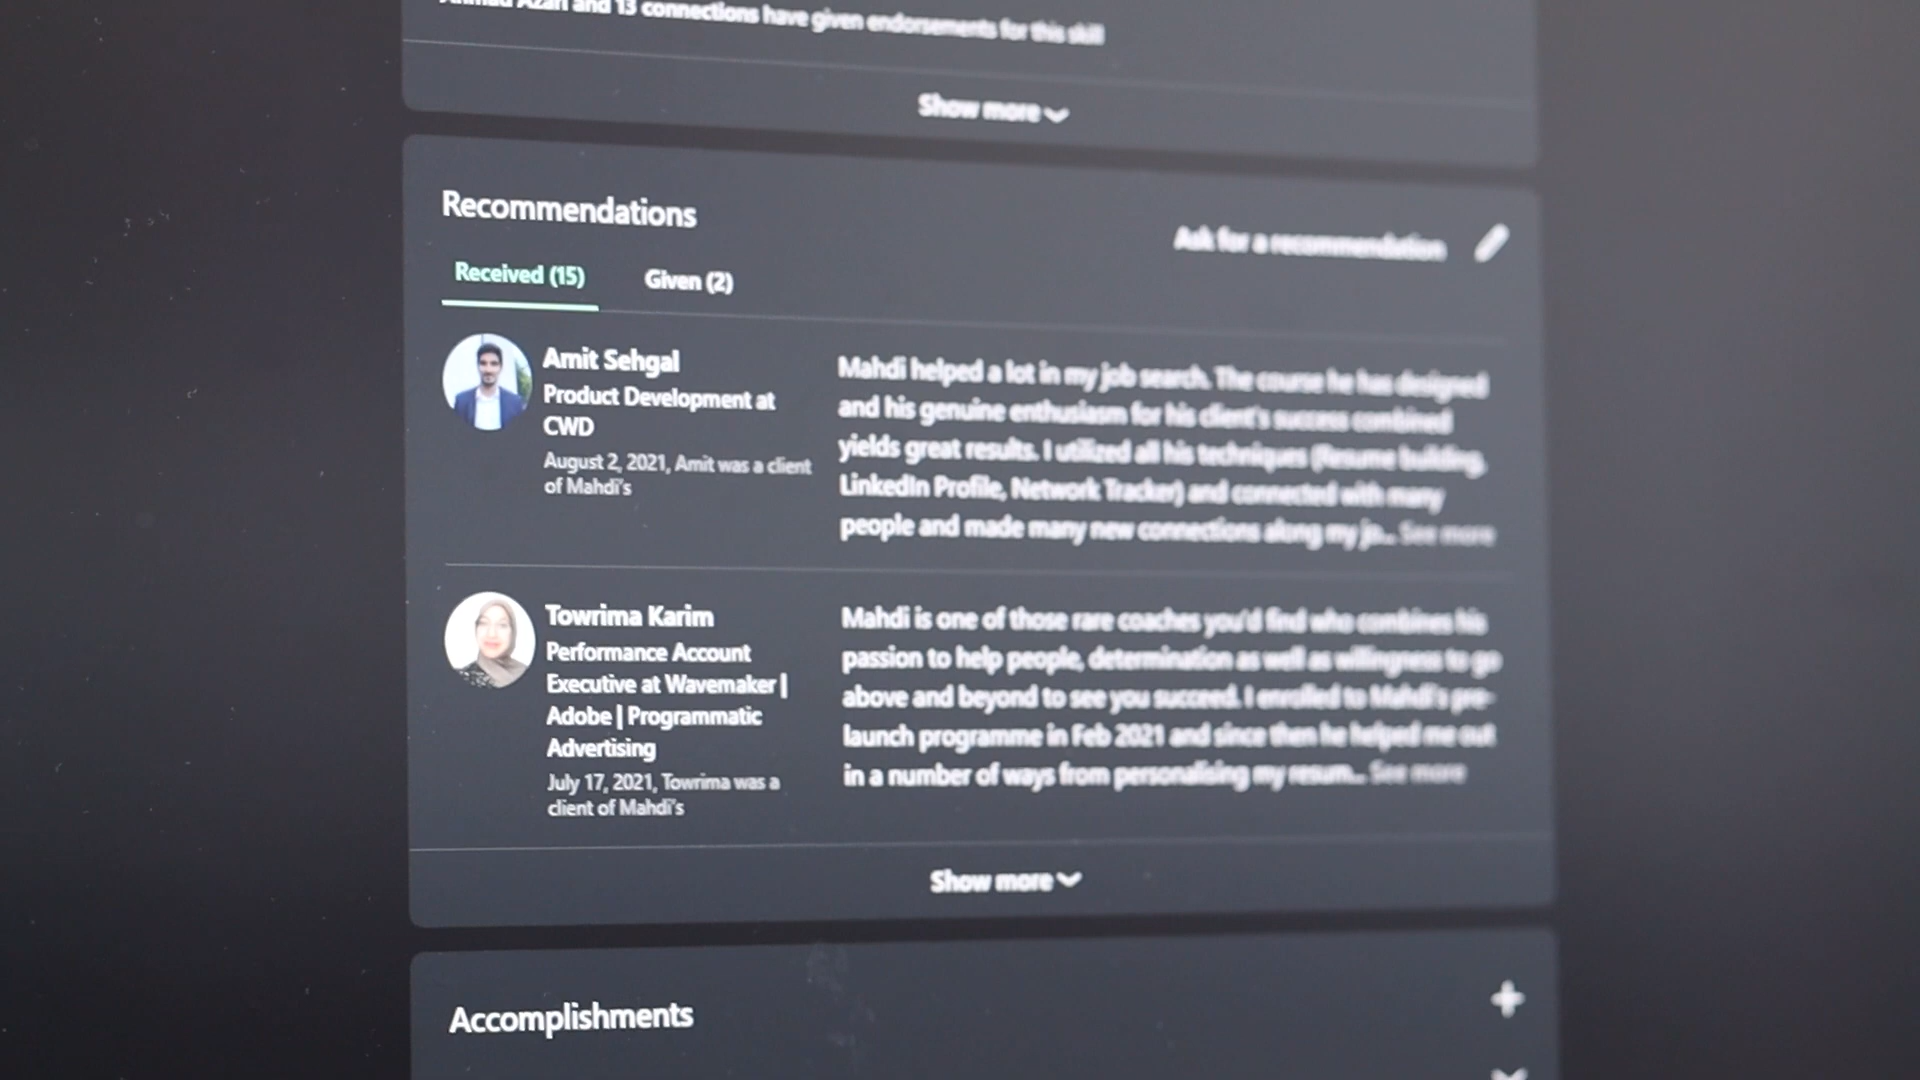 Ahmad Azari and 13 connections have given endorsements for this skill
Show more
Recommendations
Ask for a recommendation
Received (15)
Given (2)
Amit Sehgal
Product Development at
CWD
August 2, 2021, Amit was a client
of Mahdi's
Mahdi helped a lot in my job search. The course he has designed
and his genuine enthusiasm for his client's success combined
yields great results. I utilized all his techniques (Resume building,
LinkedIn Profile, Network Tracker) and connected with many
people and made many new connections along my jo... See more
Towrima Karim
Performance Account
Executive at Wavemaker |
Adobe | Programmatic
Advertising
July 17, 2021, Towrima was a
client of Mahdi's
Mahdi is one of those rare coaches you'd find who combines his
passion to help people, determination as well as willingness to go
above and beyond to see you succeed. I enrolled to Mahdi's pre-
launch programme in Feb 2021 and since then he helped me out
in a number of ways from personalising my resum... See more
Show more
Accomplishments